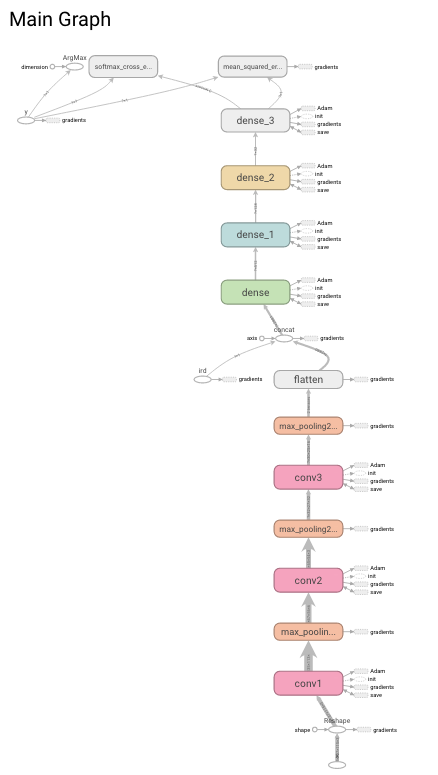 Main Graph
ArgMax
dimension
softmax_cross_e...
mean_squared_er...
gradients
y
gradients
dense_3
Adam
init
gradients
save
dense_2
Adam
init
gradients
save
dense_1
Adam
init
gradients
save
dense
Adam
init
gradients
save
concat
axis
gradients
ird
gradients
flatten
gradients
max_pooling2...
gradients
conv3
Adam
init
gradients
save
max_pooling2...
gradients
conv2
Adam
init
gradients
save
max_poolin...
gradients
conv1
Adam
init
gradients
save
Reshape
shape
gradients